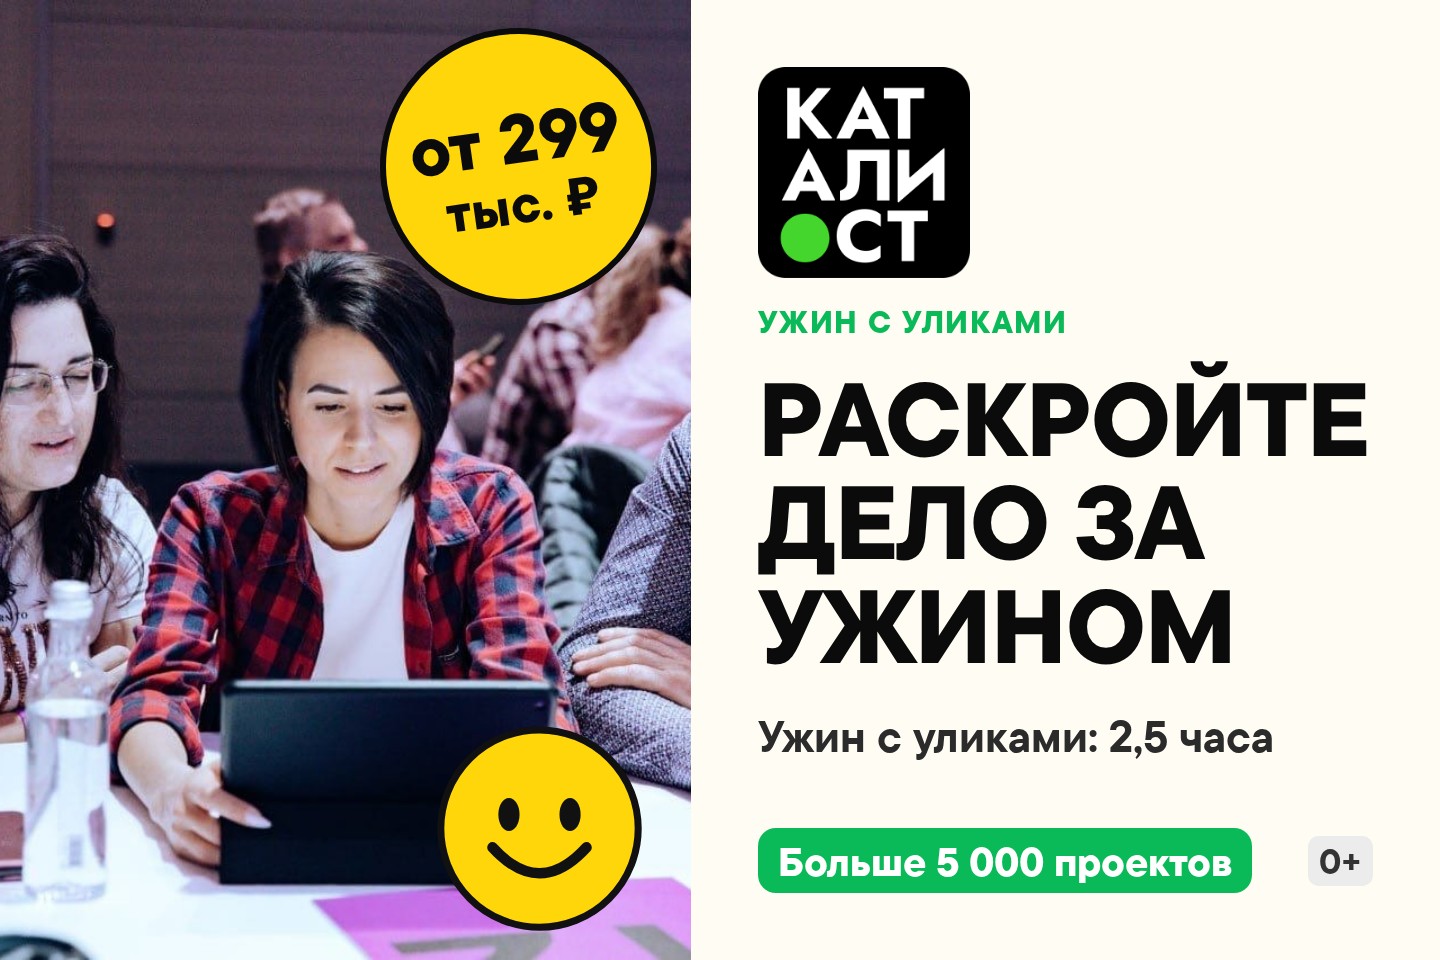 от 299
тыс. ₽
КАТ
АЛИ
СТ
УЖИН С УЛИКАМИ
РАСКРОЙТЕ
ДЕЛО ЗА
УЖИНОМ
Ужин с уликами: 2,5 часа
Больше 5 000 проектов
0+